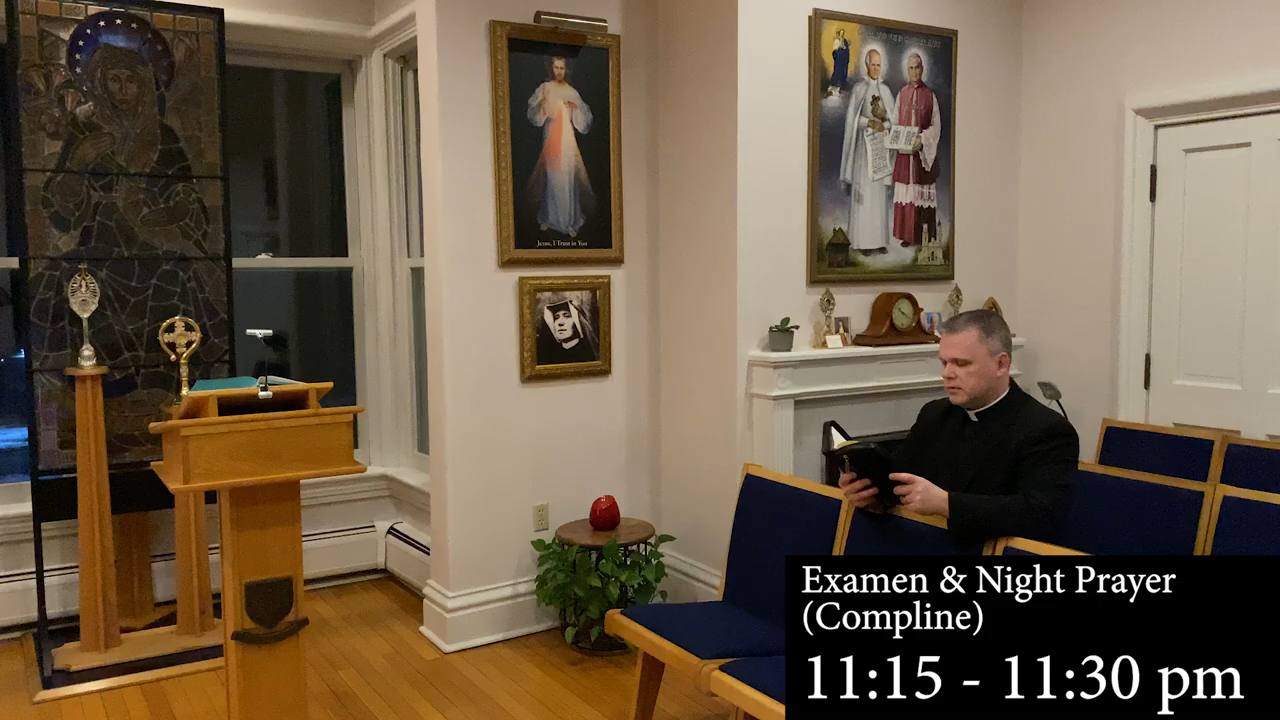 Jesus, I Trust in You
Examen & Night Prayer
(Compline)
11:15 - 11:30 pm